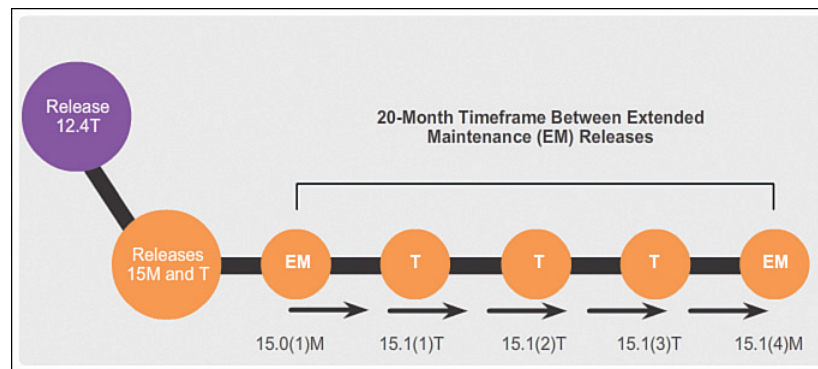 Release
12.4T
20-Month Timeframe Between Extended
Maintenance (EM) Releases
Releases
15M and T
EM
T
T
T
EM
15.0(1)M
15.1(1)T
15.1(2)T
15.1(3)T
15.1(4)M